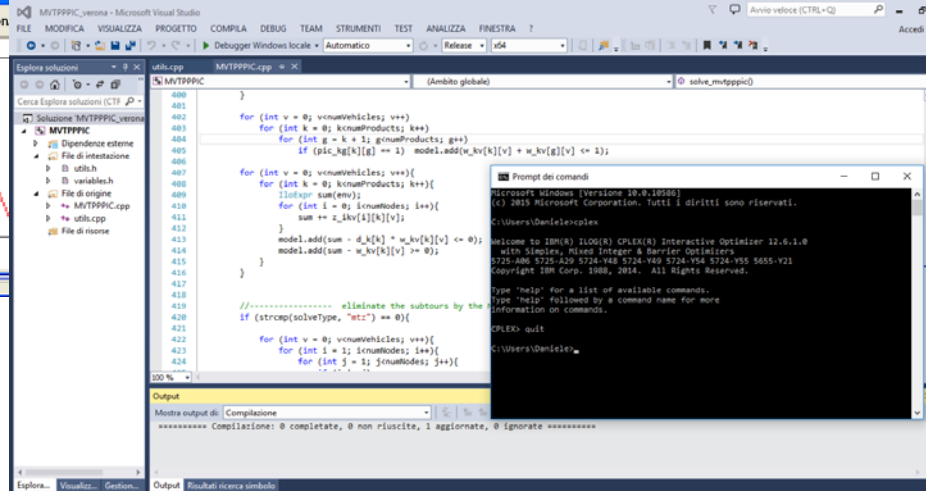 MVTPPPIC_verona - Microsoft Visual Studio
Avvio veloce (CTRL+Q)
FILE MODIFICA VISUALIZZA PROGETTO COMPILA DEBUG TEAM STRUMENTI TEST ANALIZZA FINESTRA ?
Accedi
Debugger Windows locale Automatico Release x64
Esplora soluzioni
utils.cpp MVTPPPIC.cpp
MVTPPPIC (Ambito globale) solve_mvtpppic()
Cerca Esplora soluzioni (CTF
Soluzione 'MVTPPPIC_verona
MVTPPPIC
Dipendenze esterne
File di intestazione
utils.h
variables.h
File di origine
MVTPPPIC.cpp
utils.cpp
File di risorse
400 }
401
402 for (int v = 0; v<numVehicles; v++)
403 for (int k = 0; k<numProducts; k++)
404 for (int g = k + 1; g<numProducts; g++)
405 if (pic_kg[k][g] == 1) model.add(w_kv[k][v] + w_kv[g][v] <= 1);
406
407 for (int v = 0; v<numVehicles; v++){
408 for (int k = 0; k<numProducts; k++){
409 IloExpr sum(env);
410 for (int i = 0; i<numNodes; i++){
411 sum += z_ikv[i][k][v];
412 }
413 model.add(sum - d_k[k] * w_kv[k][v] <= 0);
414 model.add(sum - w_kv[k][v] >= 0);
415 }
416 }
417
418
419 //----------------- eliminate the subtours by the
420 if (strcmp(solveType, "mtz") == 0){
421
422 for (int v = 0; v<numVehicles; v++){
423 for (int i = 1; i<numNodes; i++){
424 for (int j = 1; j<numNodes; j++){
100 %
Prompt dei comandi
Microsoft Windows [Versione 10.0.10586]
(c) 2015 Microsoft Corporation. Tutti i diritti sono riservati.
C:\Users\Daniele>cplex
Welcome to IBM(R) ILOG(R) CPLEX(R) Interactive Optimizer 12.6.1.0
with Simplex, Mixed Integer & Barrier Optimizers
5725-A06 5725-A29 5724-Y48 5724-Y49 5724-Y54 5724-Y55 5655-Y21
Copyright IBM Corp. 1988, 2014. All Rights Reserved.
Type 'help' for a list of available commands.
Type 'help' followed by a command name for more
information on commands.
CPLEX> quit
C:\Users\Daniele>
Output
Mostra output di: Compilazione
========== Compilazione: 0 completate, 0 non riuscite, 1 aggiornate, 0 ignorate ==========
Esplora... Visualizz... Gestion... Output Risultati ricerca simbolo